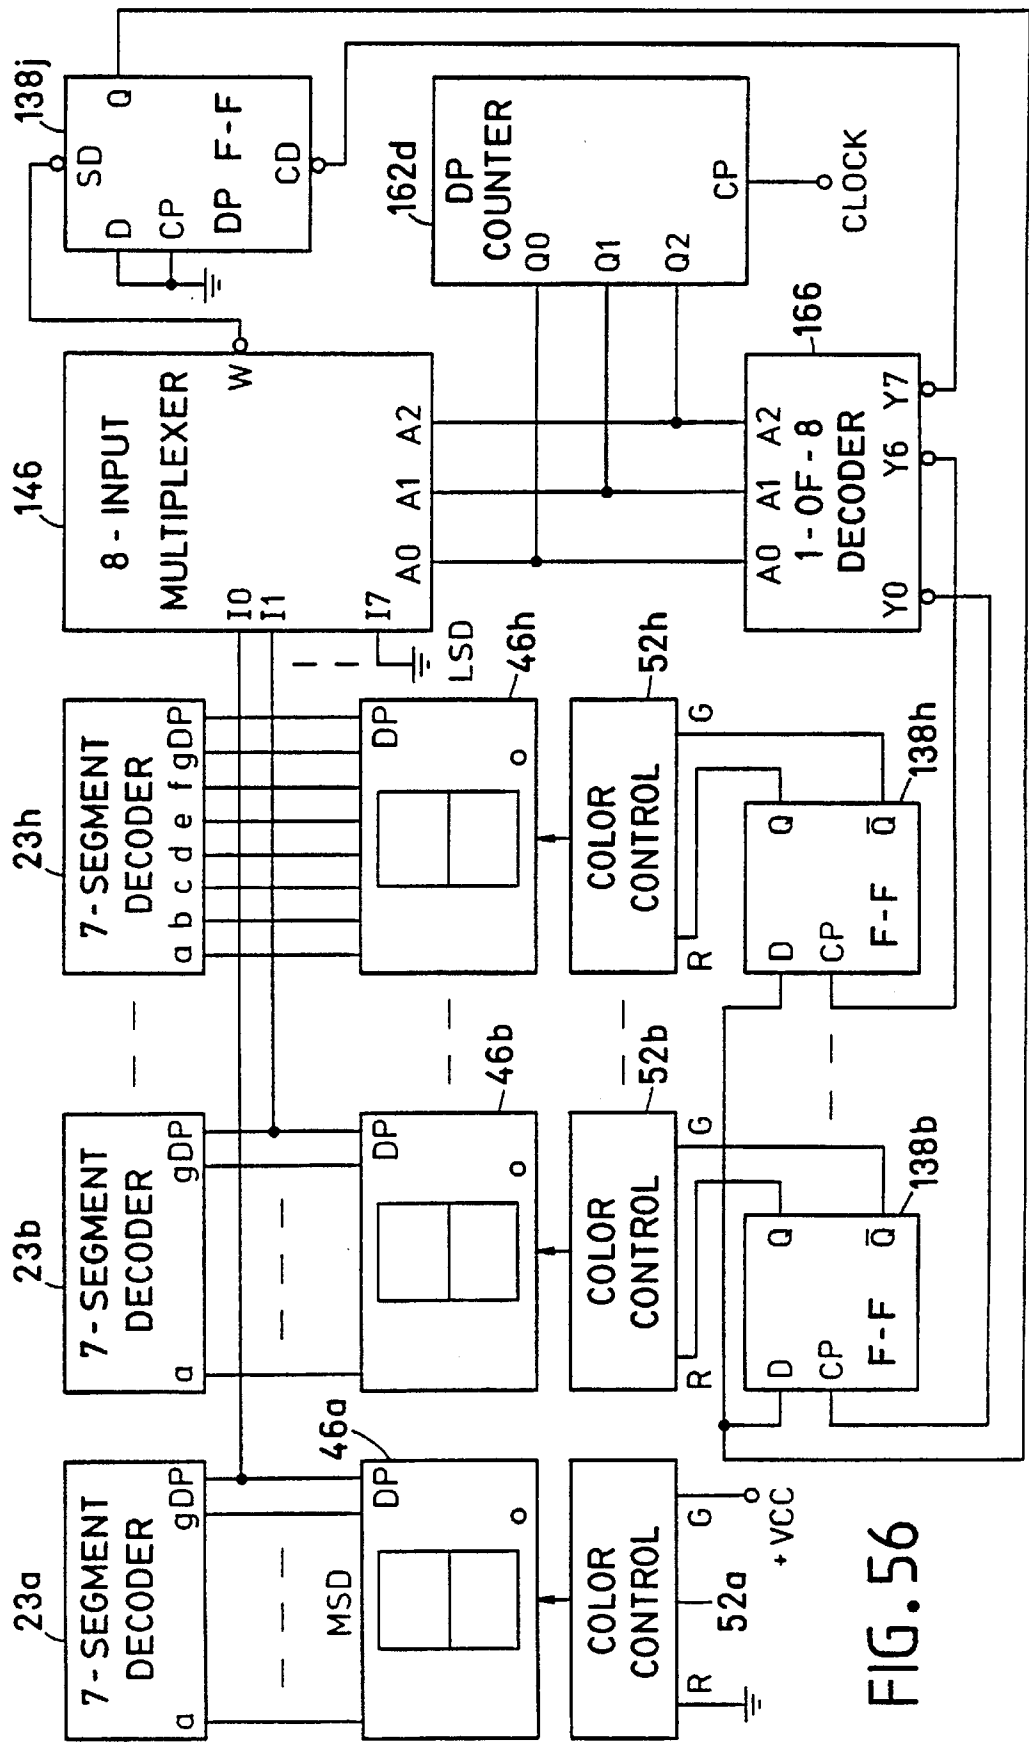 23a
7-SEGMENT
DECODER
a
gDP
MSD
46a
DP
COLOR
CONTROL
R
G
52a
+VCC
23b
7-SEGMENT
DECODER
a
gDP
46b
DP
52b
COLOR
CONTROL
R
G
D
Q
CP
Q̅
F-F
138b
23h
7-SEGMENT
DECODER
a b c d e f gDP
LSD
46h
DP
52h
COLOR
CONTROL
R
G
D
Q
CP
Q̅
F-F
138h
146
8-INPUT
MULTIPLEXER
I0
I1
I7
W
A0 A1 A2
A0 A1 A2
1-OF-8
DECODER
Y0 Y6 Y7
166
138j
D
SD
Q
CP
DP F-F
CD
162d
DP
COUNTER
Q0
Q1
Q2
CP
CLOCK
FIG.56